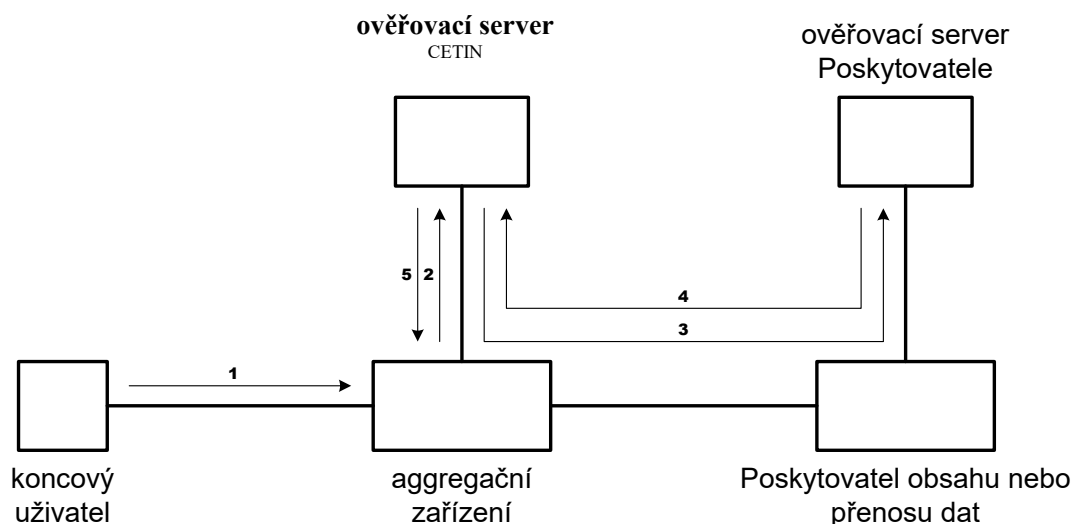 ověřovací server
CETIN
ověřovací server
Poskytovatele
5
2
4
3
1
koncový
uživatel
aggregační
zařízení
Poskytovatel obsahu nebo
přenosu dat